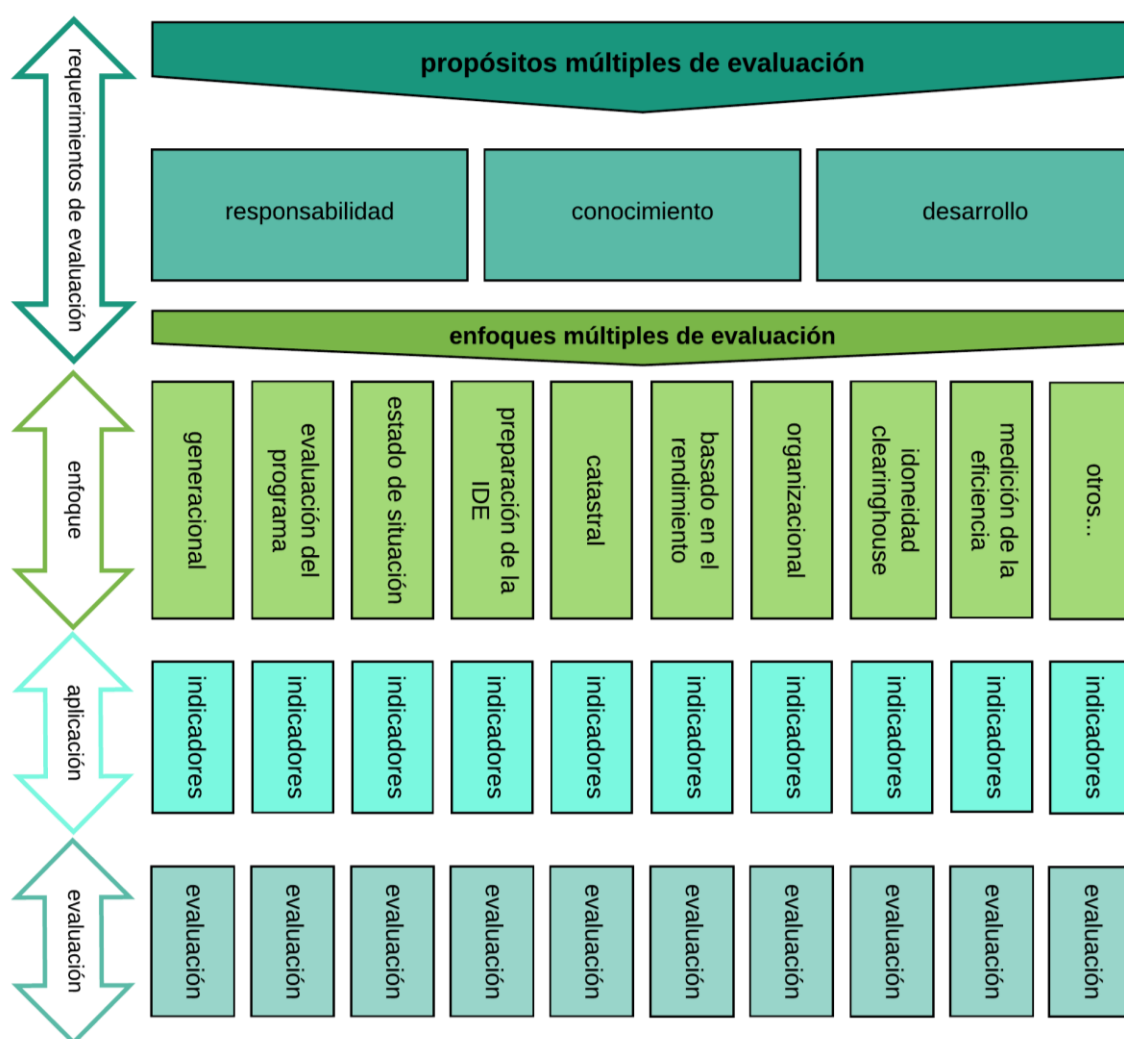 requerimientos de evaluación
propósitos múltiples de evaluación
responsabilidad
conocimiento
desarrollo
enfoques múltiples de evaluación
enfoque
generacional
evaluación del
programa
estado de situación
preparación de la
IDE
catastral
basado en el
rendimiento
organizacional
idoneidad
clearinghouse
medición de la
eficiencia
otros...
aplicación
indicadores
indicadores
indicadores
indicadores
indicadores
indicadores
indicadores
indicadores
indicadores
indicadores
evaluación
evaluación
evaluación
evaluación
evaluación
evaluación
evaluación
evaluación
evaluación
evaluación
evaluación